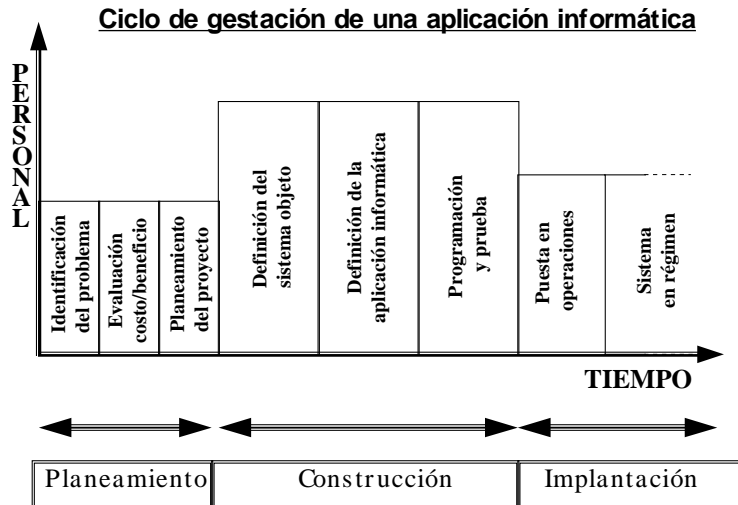 Ciclo de gestación de una aplicación informática
PERSONAL
Identificación
del problema
Evaluación
costo/beneficio
Planeamiento
del proyecto
Definición del
sistema objeto
Definición de la
aplicación informática
Programación
y prueba
Puesta en
operaciones
Sistema
en régimen
TIEMPO
Planeamiento
Construcción
Implantación